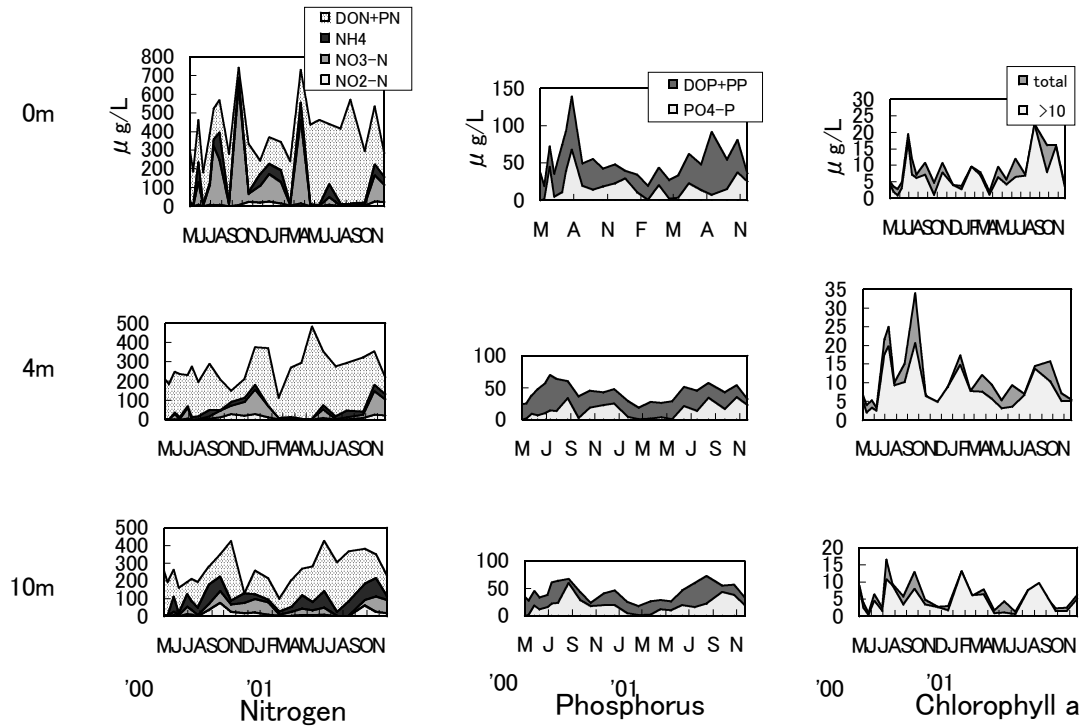 DON+PN
NH4
NO3-N
NO2-N
800
700
600
500
400
300
200
100
0
μg/L
0m
MJJASONDJFMAMJJASON
DOP+PP
PO4-P
150
100
50
0
μg/L
M A N F M A N
total
>10
30
25
20
15
10
5
0
μg/L
MJJASONDJFMAMJJASON
4m
500
400
300
200
100
0
MJJASONDJFMAMJJASON
100
50
0
M J S N J M M J S N
35
30
25
20
15
10
5
0
MJJASONDJFMAMJJASON
10m
500
400
300
200
100
0
MJJASONDJFMAMJJASON
100
50
0
M J S N J M M J S N
20
15
10
5
0
MJJASONDJFMAMJJASON
'00 '01
Nitrogen
'00 '01
Phosphorus
'00 '01
Chlorophyll a